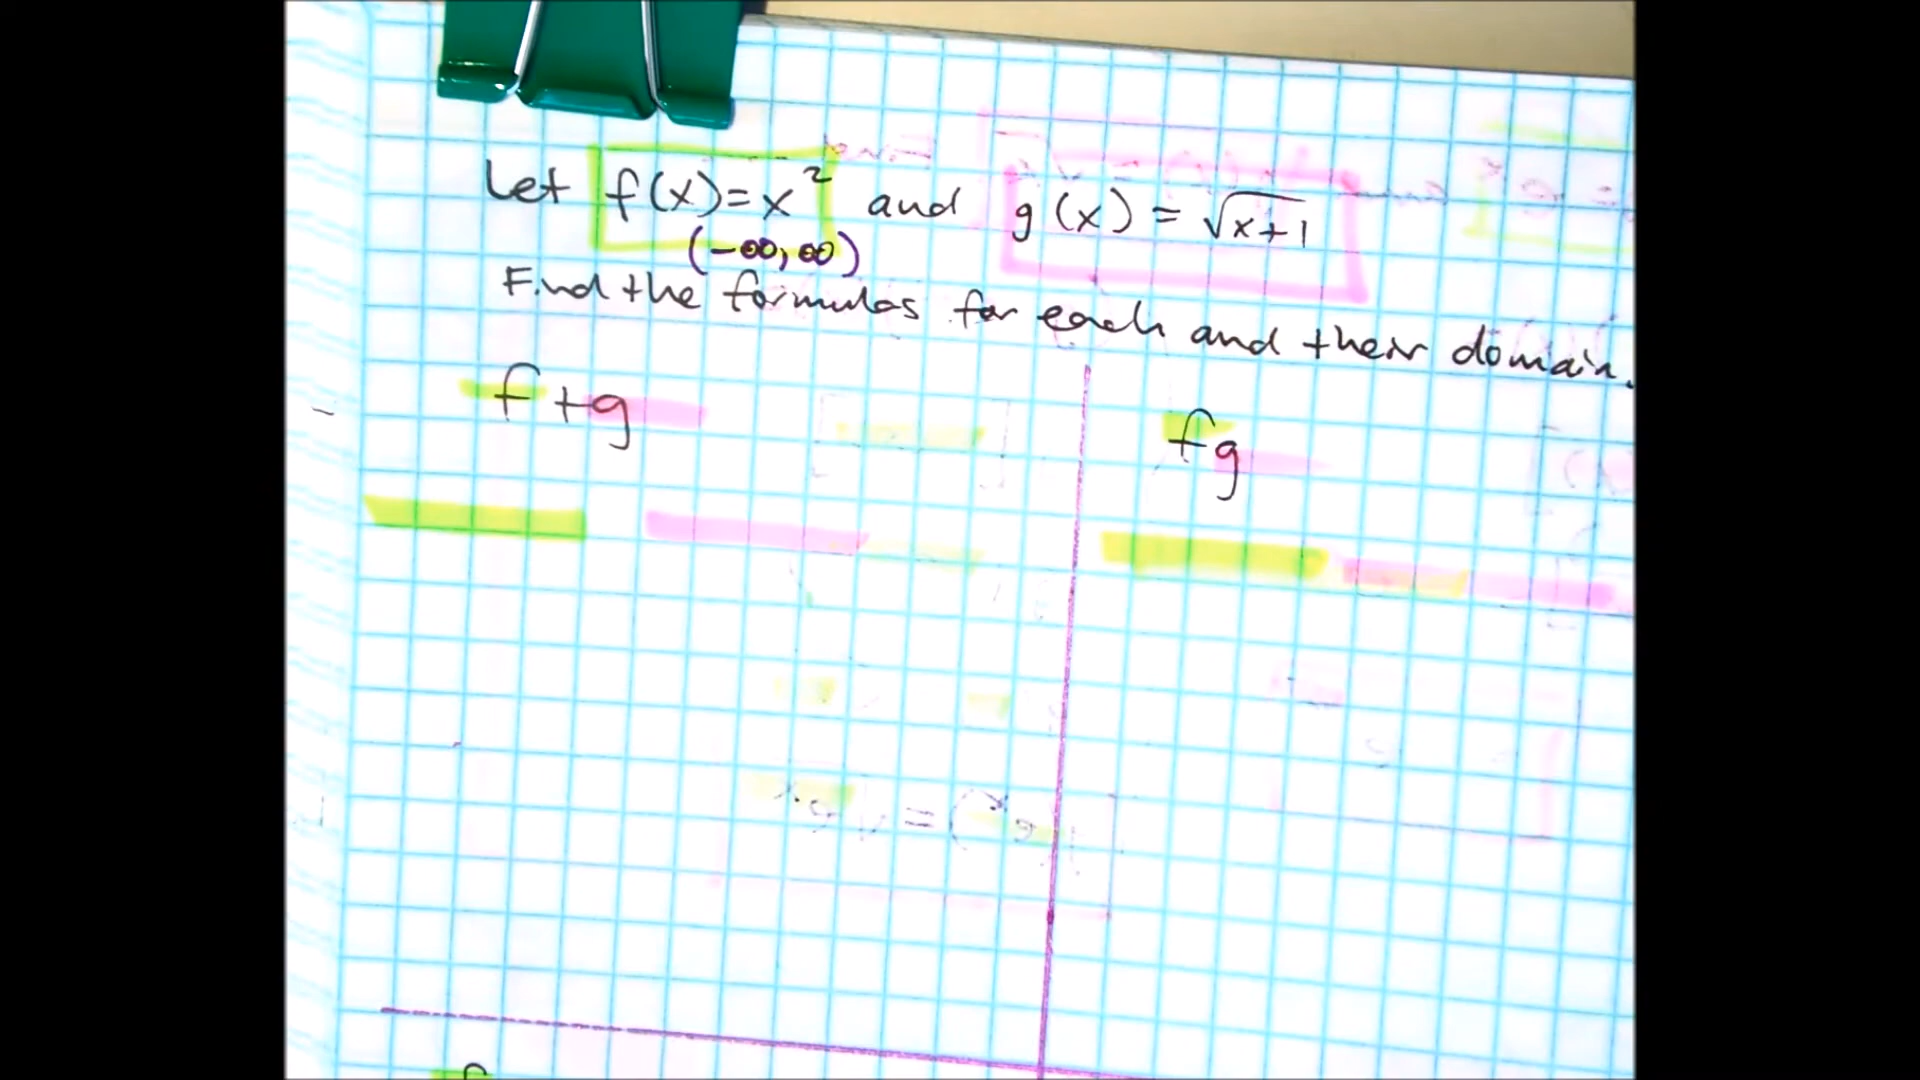 Let f(x)=x² and g(x) = √x+1
(-∞,∞)
Find the formulas for each and their domain.
f+g
fg
f